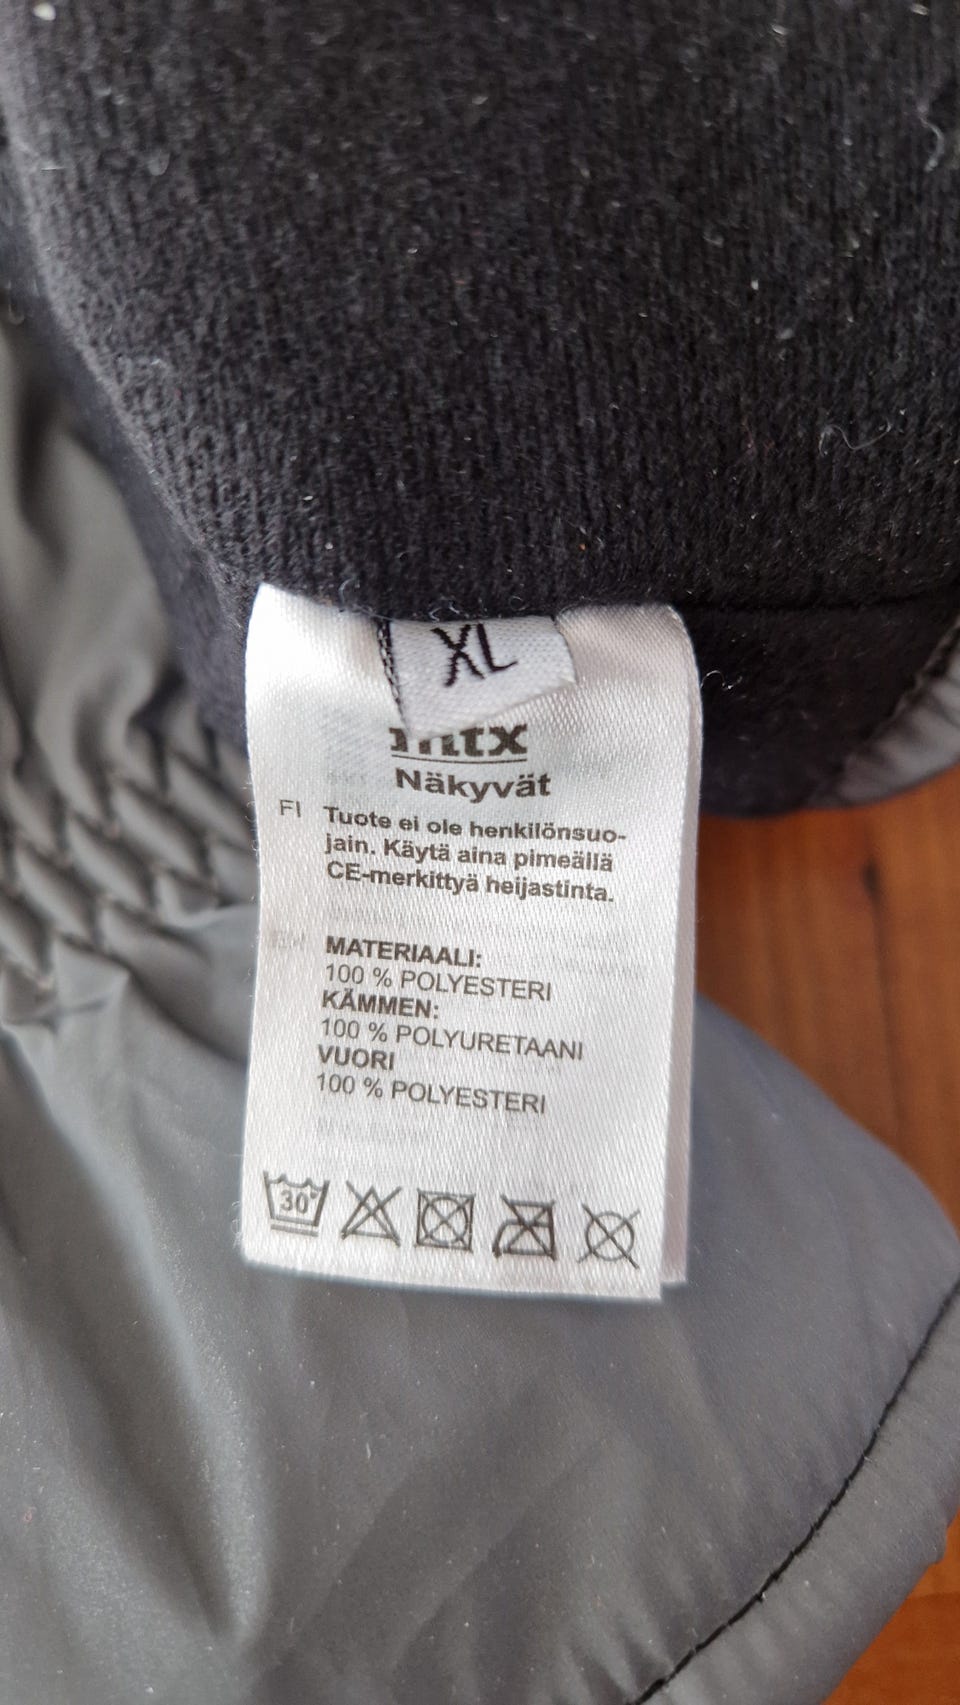 XL
Näkyvät
FI Tuote ei ole henkilönsuo-
jain. Käytä aina pimeällä
CE-merkittyä heijastinta.
MATERIAALI:
100 % POLYESTERI
KÄMMEN:
100 % POLYURETAANI
VUORI
100 % POLYESTERI
30°